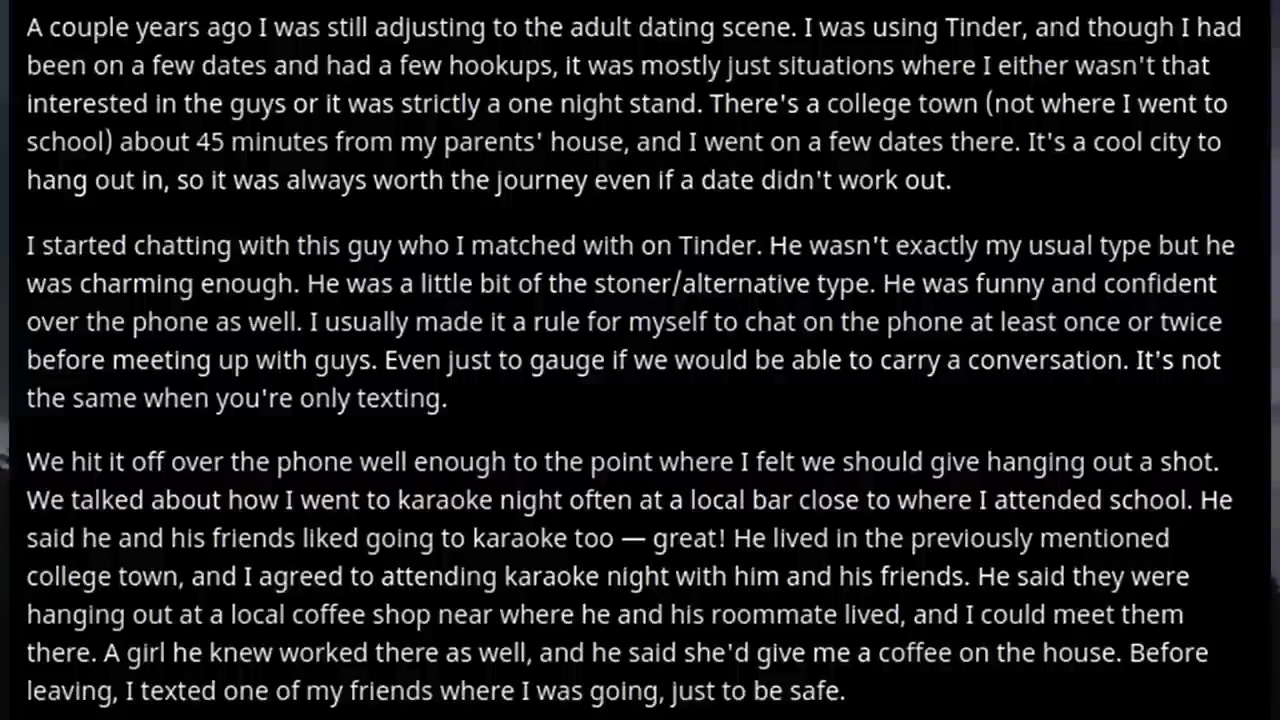 A couple years ago I was still adjusting to the adult dating scene. I was using Tinder, and though I had
been on a few dates and had a few hookups, it was mostly just situations where I either wasn't that
interested in the guys or it was strictly a one night stand. There's a college town (not where I went to
school) about 45 minutes from my parents' house, and I went on a few dates there. It's a cool city to
hang out in, so it was always worth the journey even if a date didn't work out.
I started chatting with this guy who I matched with on Tinder. He wasn't exactly my usual type but he
was charming enough. He was a little bit of the stoner/alternative type. He was funny and confident
over the phone as well. I usually made it a rule for myself to chat on the phone at least once or twice
before meeting up with guys. Even just to gauge if we would be able to carry a conversation. It's not
the same when you're only texting.
We hit it off over the phone well enough to the point where I felt we should give hanging out a shot.
We talked about how I went to karaoke night often at a local bar close to where I attended school. He
said he and his friends liked going to karaoke too — great! He lived in the previously mentioned
college town, and I agreed to attending karaoke night with him and his friends. He said they were
hanging out at a local coffee shop near where he and his roommate lived, and I could meet them
there. A girl he knew worked there as well, and he said she'd give me a coffee on the house. Before
leaving, I texted one of my friends where I was going, just to be safe.